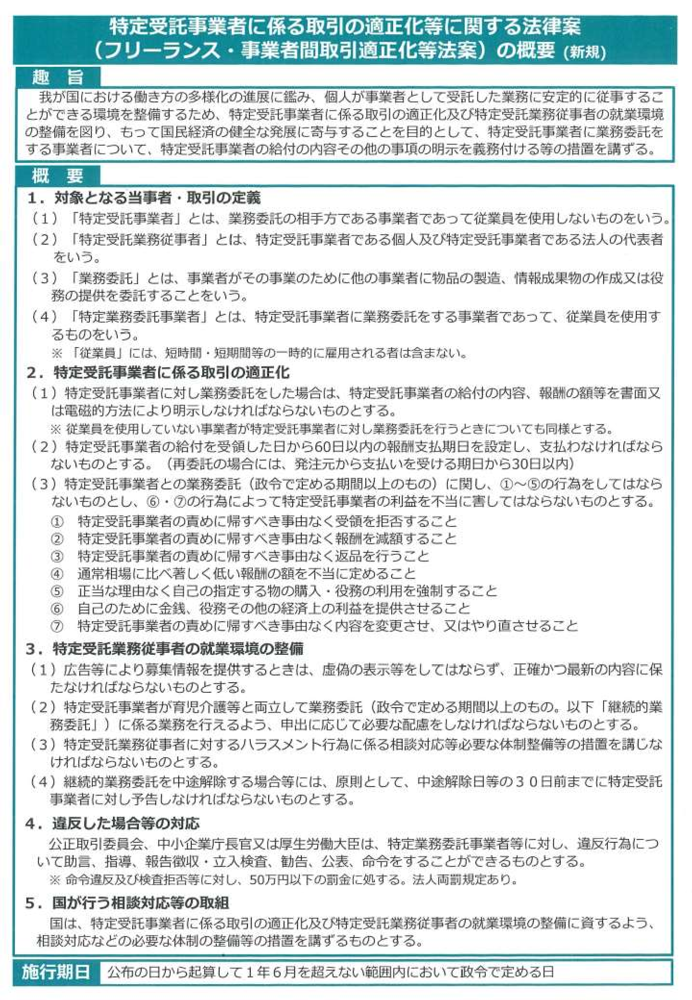 特定受託事業者に係る取引の適正化等に関する法律案
（フリーランス・事業者間取引適正化等法案）の概要 (新規)
趣　旨
我が国における働き方の多様化の進展に鑑み、個人が事業者として受託した業務に安定的に従事するこ
とができる環境を整備するため、特定受託事業者に係る取引の適正化及び特定受託業務従事者の就業環境
の整備を図り、もって国民経済の健全な発展に寄与することを目的として、特定受託事業者に業務委託を
する事業者について、特定受託事業者の給付の内容その他の事項の明示を義務付ける等の措置を講ずる。
概　要
１．対象となる当事者・取引の定義
（１）「特定受託事業者」とは、業務委託の相手方である事業者であって従業員を使用しないものをいう。
（２）「特定受託業務従事者」とは、特定受託事業者である個人及び特定受託事業者である法人の代表者
をいう。
（３）「業務委託」とは、事業者がその事業のために他の事業者に物品の製造、情報成果物の作成又は役
務の提供を委託することをいう。
（４）「特定業務委託事業者」とは、特定受託事業者に業務委託をする事業者であって、従業員を使用す
るものをいう。
※ 「従業員」には、短時間・短期間等の一時的に雇用される者は含まない。
２．特定受託事業者に係る取引の適正化
（１）特定受託事業者に対し業務委託をした場合は、特定受託事業者の給付の内容、報酬の額等を書面又
は電磁的方法により明示しなければならないものとする。
※ 従業員を使用していない事業者が特定受託事業者に対し業務委託を行うときについても同様とする。
（２）特定受託事業者の給付を受領した日から60日以内の報酬支払期日を設定し、支払わなければなら
ないものとする。（再委託の場合には、発注元から支払いを受ける期日から30日以内）
（３）特定受託事業者との業務委託（政令で定める期間以上のもの）に関し、①～⑤の行為をしてはなら
ないものとし、⑥・⑦の行為によって特定受託事業者の利益を不当に害してはならないものとする。
①　特定受託事業者の責めに帰すべき事由なく受領を拒否すること
②　特定受託事業者の責めに帰すべき事由なく報酬を減額すること
③　特定受託事業者の責めに帰すべき事由なく返品を行うこと
④　通常相場に比べ著しく低い報酬の額を不当に定めること
⑤　正当な理由なく自己の指定する物の購入・役務の利用を強制すること
⑥　自己のために金銭、役務その他の経済上の利益を提供させること
⑦　特定受託事業者の責めに帰すべき事由なく内容を変更させ、又はやり直させること
３．特定受託業務従事者の就業環境の整備
（１）広告等により募集情報を提供するときは、虚偽の表示等をしてはならず、正確かつ最新の内容に保
たなければならないものとする。
（２）特定受託事業者が育児介護等と両立して業務委託（政令で定める期間以上のもの。以下「継続的業
務委託」）に係る業務を行えるよう、申出に応じて必要な配慮をしなければならないものとする。
（３）特定受託業務従事者に対するハラスメント行為に係る相談対応等必要な体制整備等の措置を講じな
ければならないものとする。
（４）継続的業務委託を中途解除する場合等には、原則として、中途解除日等の３０日前までに特定受託
事業者に対し予告しなければならないものとする。
４．違反した場合等の対応
公正取引委員会、中小企業庁長官又は厚生労働大臣は、特定業務委託事業者等に対し、違反行為につ
いて助言、指導、報告徴収・立入検査、勧告、公表、命令をすることができるものとする。
※ 命令違反及び検査拒否等に対し、50万円以下の罰金に処する。法人両罰規定あり。
５．国が行う相談対応等の取組
国は、特定受託事業者に係る取引の適正化及び特定受託業務従事者の就業環境の整備に資するよう、
相談対応などの必要な体制の整備等の措置を講ずるものとする。
施行期日　公布の日から起算して１年６月を超えない範囲内において政令で定める日